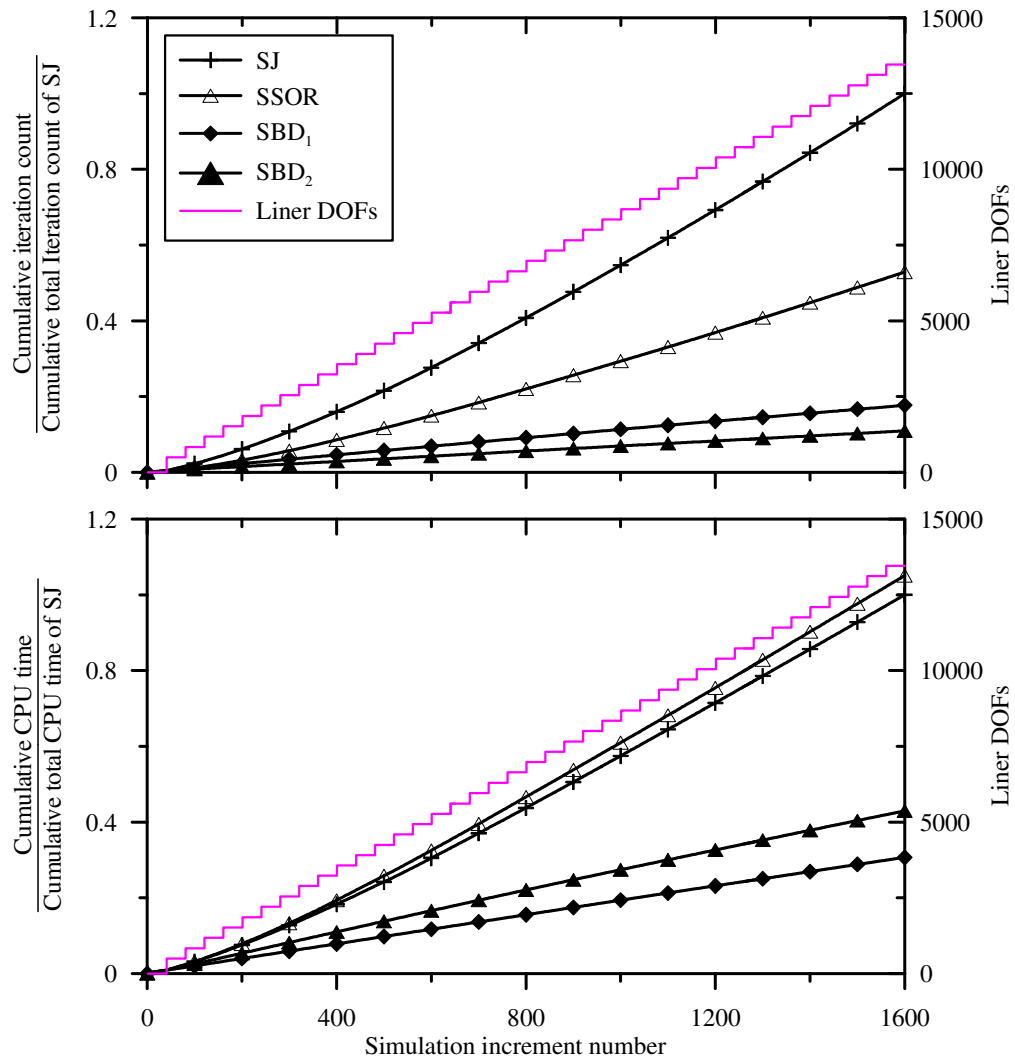 1.2
0.8
0.4
0
Cumulative iteration count
Cumulative total Iteration count of SJ
SJ
SSOR
SBD₁
SBD₂
Liner DOFs
15000
10000
5000
0
Liner DOFs
1.2
0.8
0.4
0
Cumulative CPU time
Cumulative total CPU time of SJ
15000
10000
5000
0
Liner DOFs
0 400 800 1200 1600
Simulation increment number